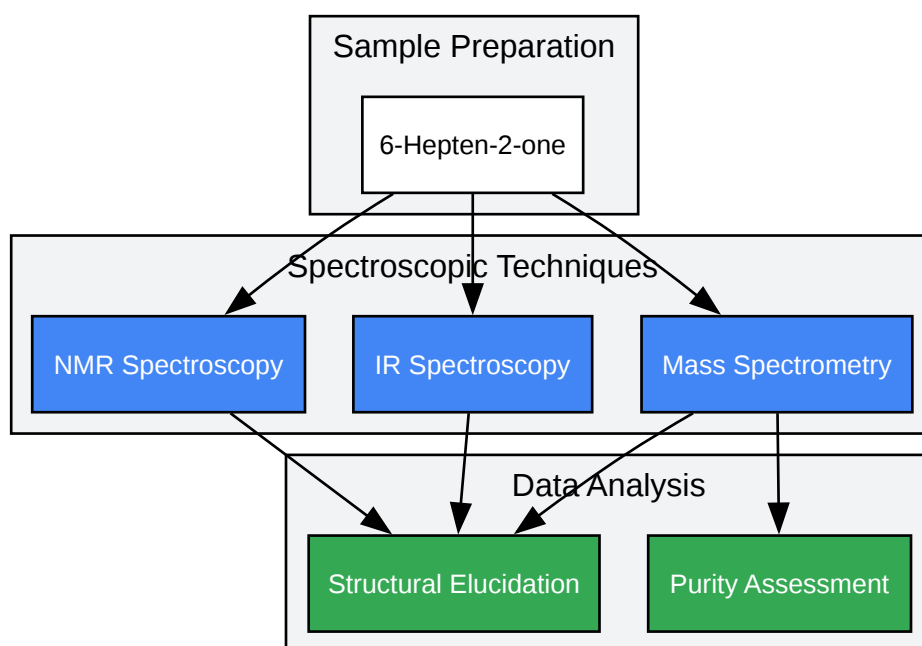 Sample Preparation
6-Hepten-2-one
Spectroscopic Techniques
NMR Spectroscopy
IR Spectroscopy
Mass Spectrometry
Data Analysis
Structural Elucidation
Purity Assessment